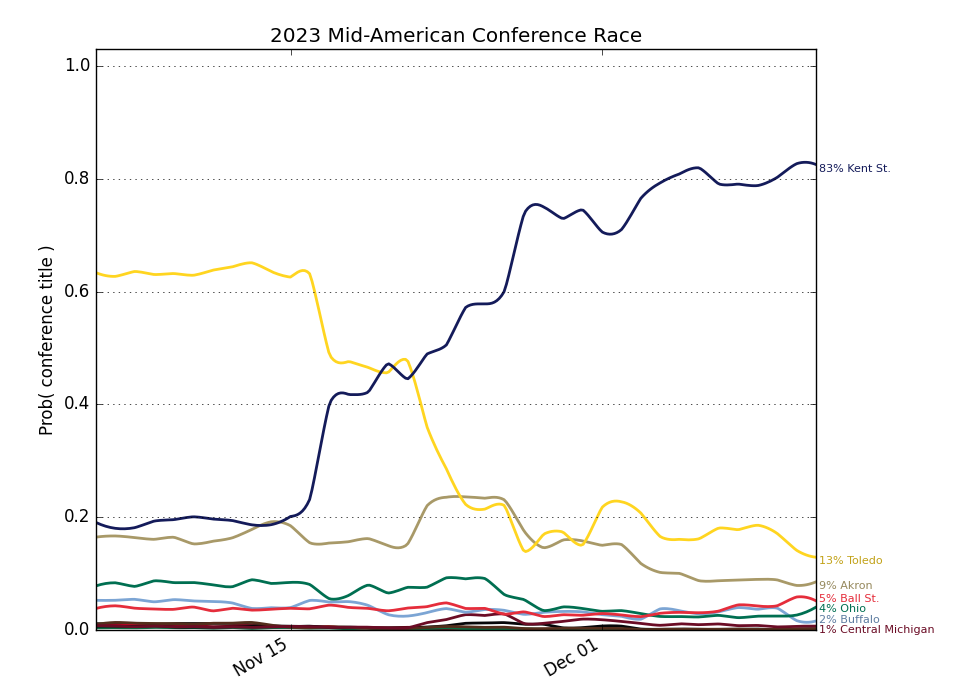 2023 Mid-American Conference Race
Prob( conference title )
1.0
0.8
0.6
0.4
0.2
0.0
Nov 15
Dec 01
83% Kent St.
13% Toledo
9% Akron
5% Ball St.
4% Ohio
2% Buffalo
1% Central Michigan